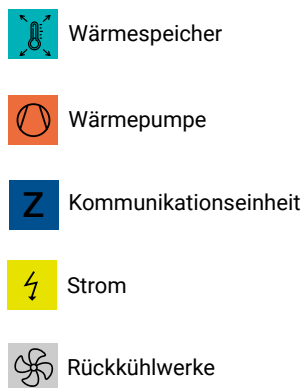 Wärmespeicher
Wärmepumpe
Z Kommunikationseinheit
Strom
Rückkühlwerke